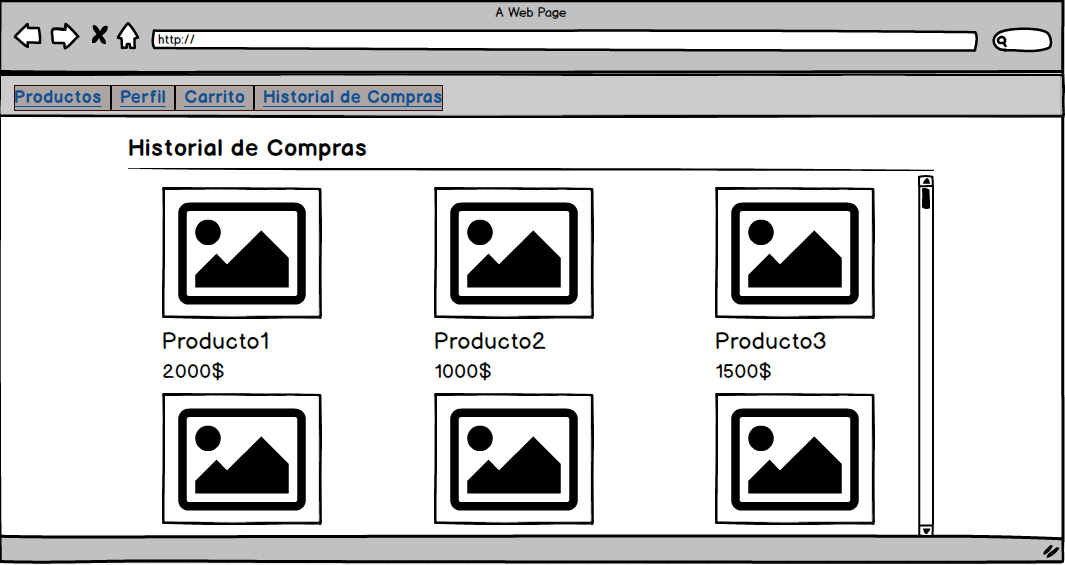 A Web Page
http://
Productos Perfil Carrito Historial de Compras
Historial de Compras
Producto1 Producto2 Producto3
2000$ 1000$ 1500$